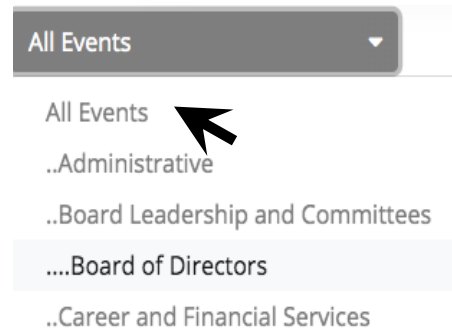 All Events
All Events
..Administrative
..Board Leadership and Committees
....Board of Directors
..Career and Financial Services